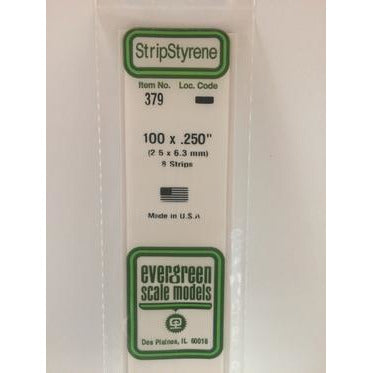 StripStyrene
Item No. Loc. Code
379
100 x .250"
(2 5 x 6.3 mm)
8 Strips
Made in U.S.A
evergreen
scale models
Des Plaines, IL 60018